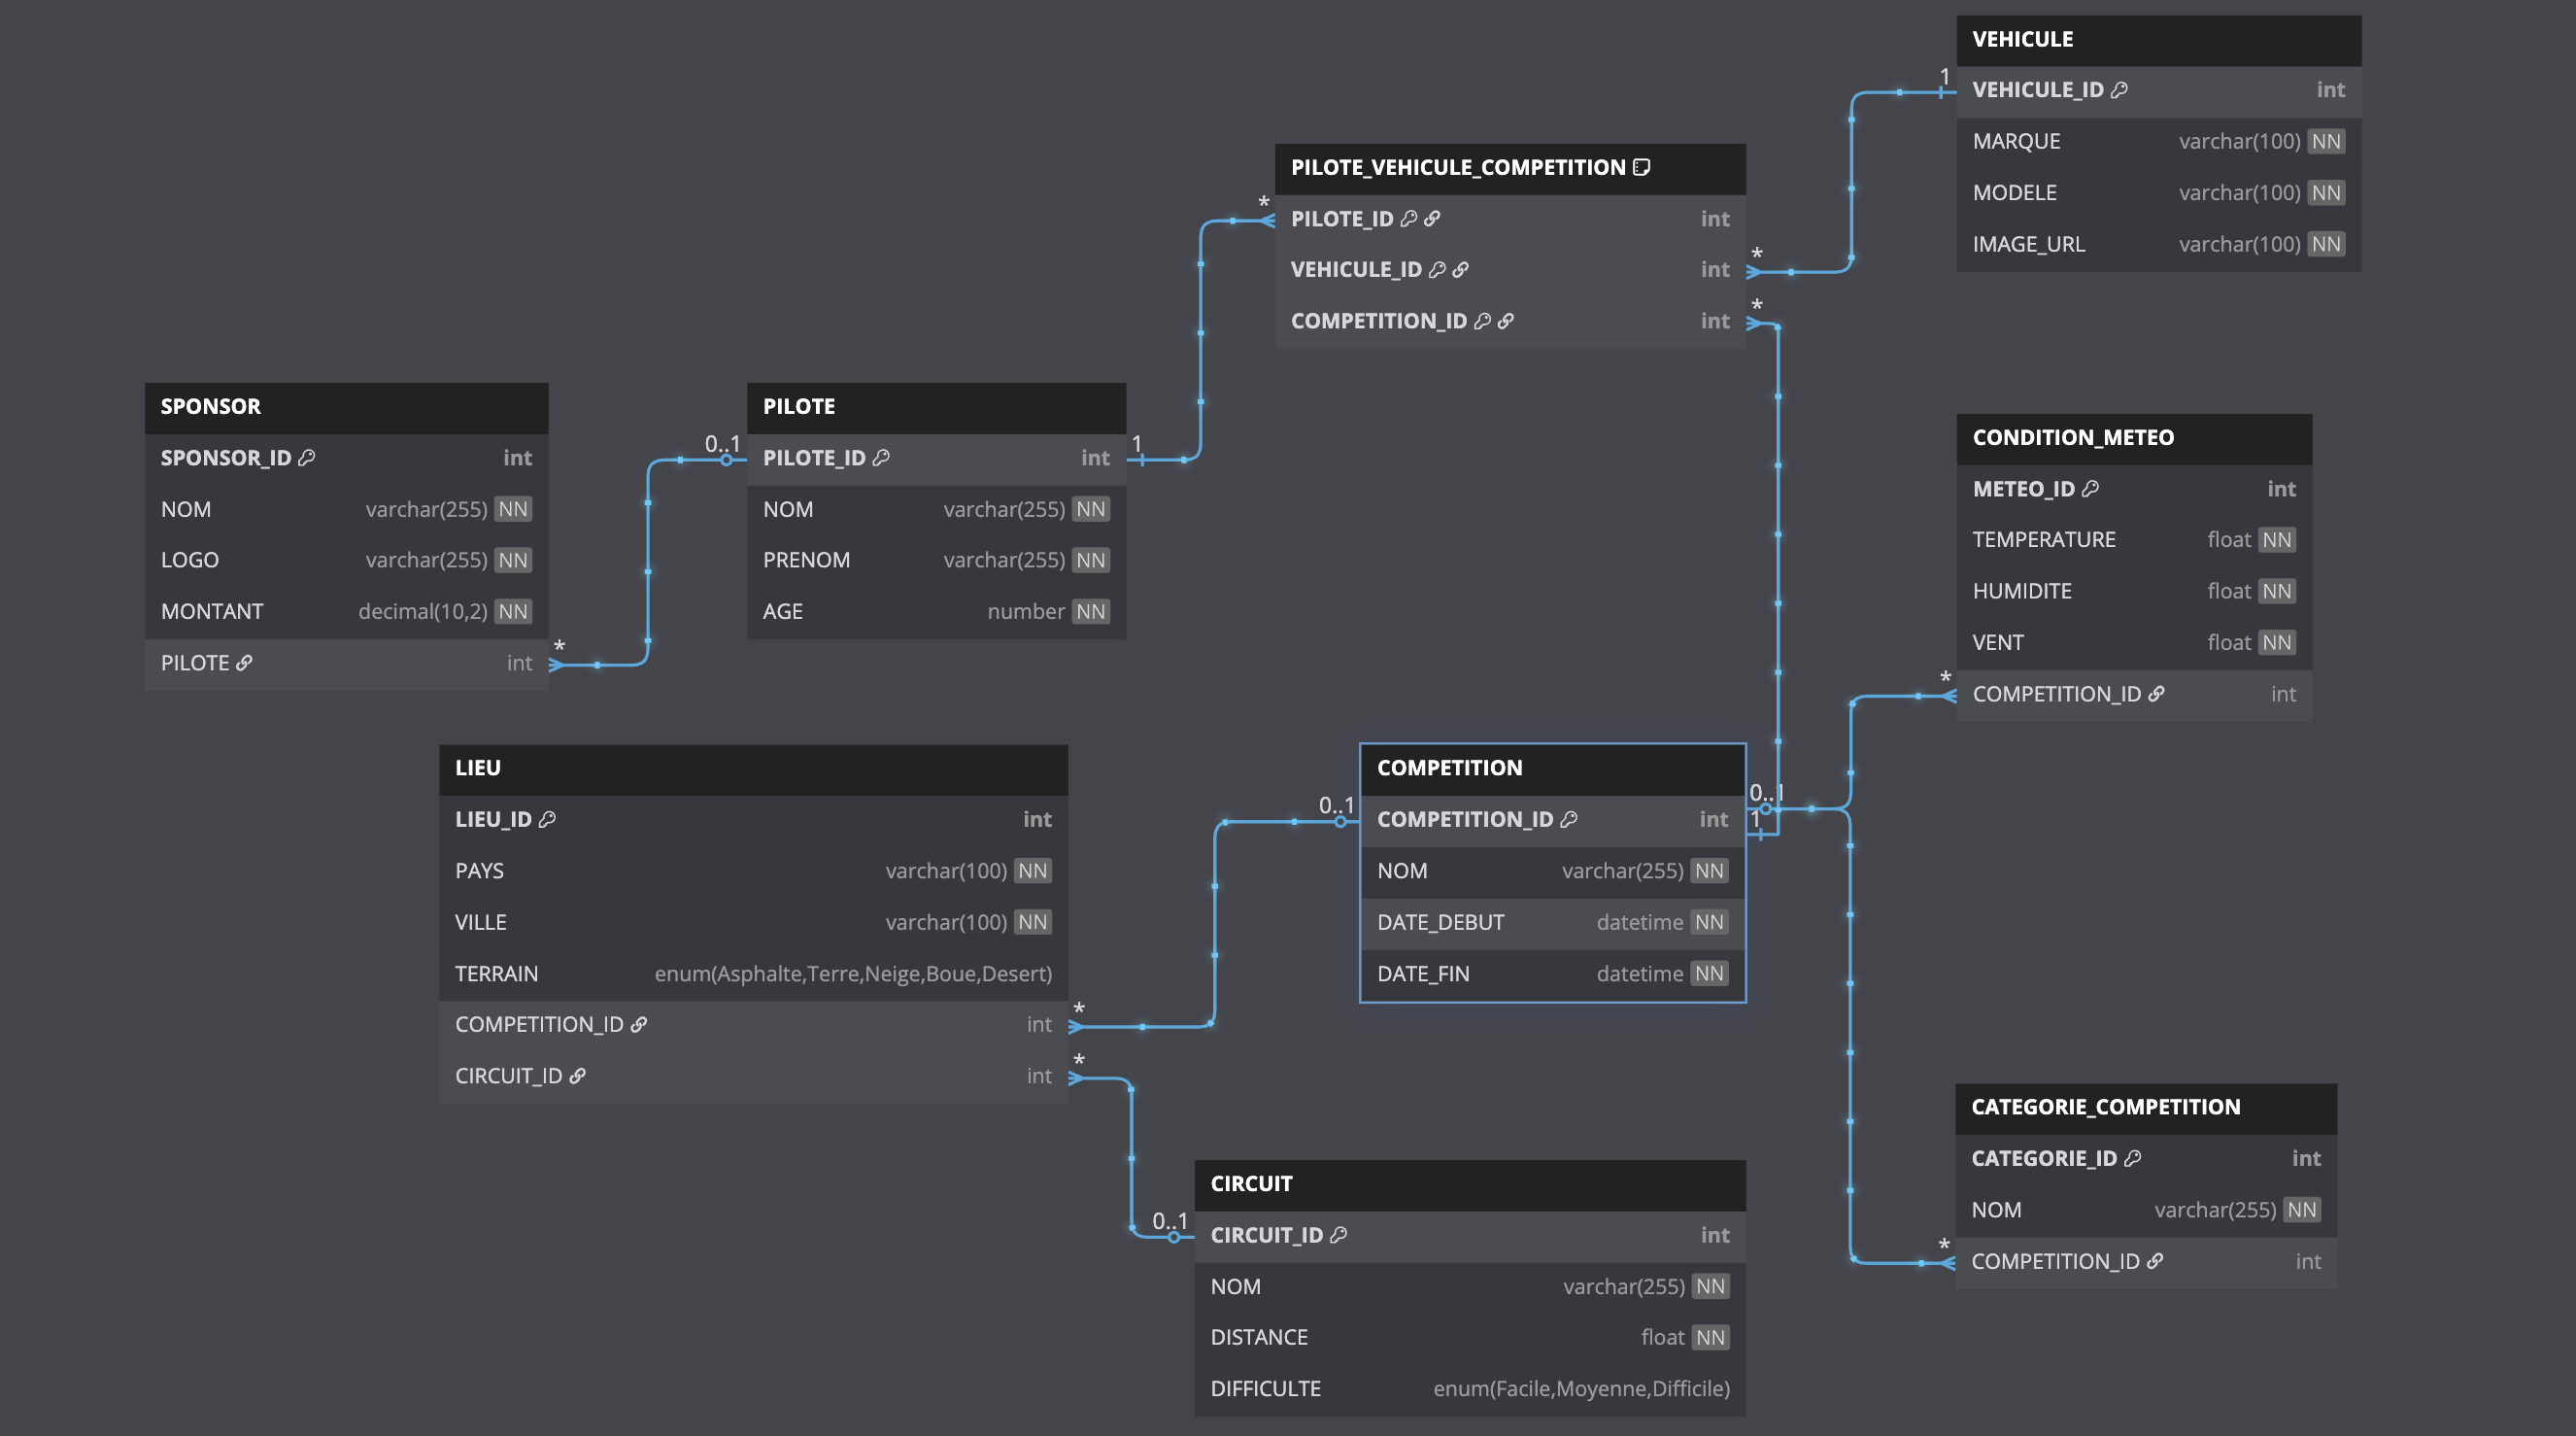 VEHICULE
VEHICULE_ID int
MARQUE varchar(100) NN
MODELE varchar(100) NN
IMAGE_URL varchar(100) NN
PILOTE_VEHICULE_COMPETITION
PILOTE_ID int
VEHICULE_ID int
COMPETITION_ID int
1
*
*
*
SPONSOR
SPONSOR_ID int
NOM varchar(255) NN
LOGO varchar(255) NN
MONTANT decimal(10,2) NN
PILOTE int
*
0..1
PILOTE
PILOTE_ID int
NOM varchar(255) NN
PRENOM varchar(255) NN
AGE number NN
1
CONDITION_METEO
METEO_ID int
TEMPERATURE float NN
HUMIDITE float NN
VENT float NN
COMPETITION_ID int
*
LIEU
LIEU_ID int
PAYS varchar(100) NN
VILLE varchar(100) NN
TERRAIN enum(Asphalte,Terre,Neige,Boue,Desert)
COMPETITION_ID int
CIRCUIT_ID int
*
*
0..1
COMPETITION
COMPETITION_ID int
NOM varchar(255) NN
DATE_DEBUT datetime NN
DATE_FIN datetime NN
0..1
1
CATEGORIE_COMPETITION
CATEGORIE_ID int
NOM varchar(255) NN
COMPETITION_ID int
*
0..1
CIRCUIT
CIRCUIT_ID int
NOM varchar(255) NN
DISTANCE float NN
DIFFICULTE enum(Facile,Moyenne,Difficile)